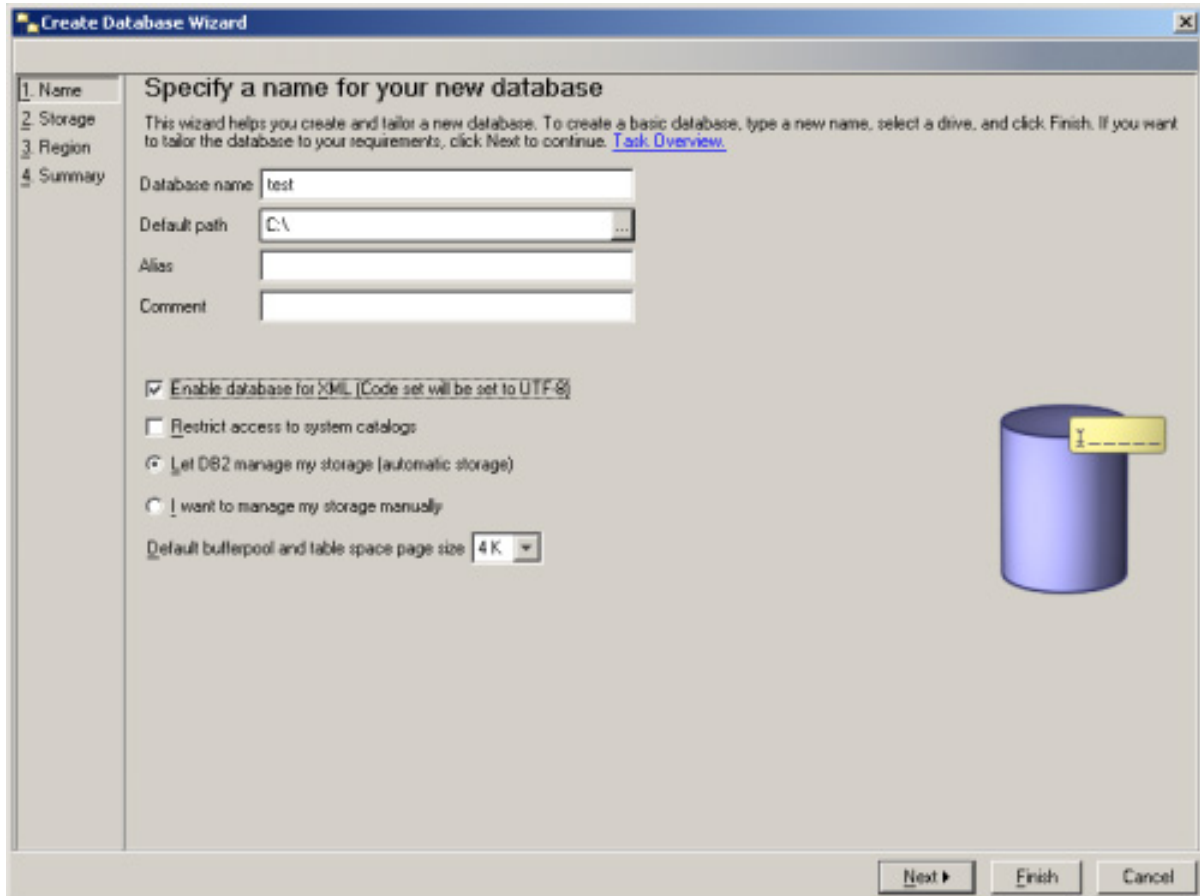 Create Database Wizard
1. Name
2. Storage
3. Region
4. Summary
Specify a name for your new database
This wizard helps you create and tailor a new database. To create a basic database, type a new name, select a drive, and click Finish. If you want
to tailor the database to your requirements, click Next to continue. Task Overview.
Database name test
Default path C:\ ...
Alias
Comment
Enable database for XML (Code set will be set to UTF-8)
Restrict access to system catalogs
Let DB2 manage my storage (automatic storage)
I want to manage my storage manually
Default bufferpool and table space page size 4 K
Next Finish Cancel